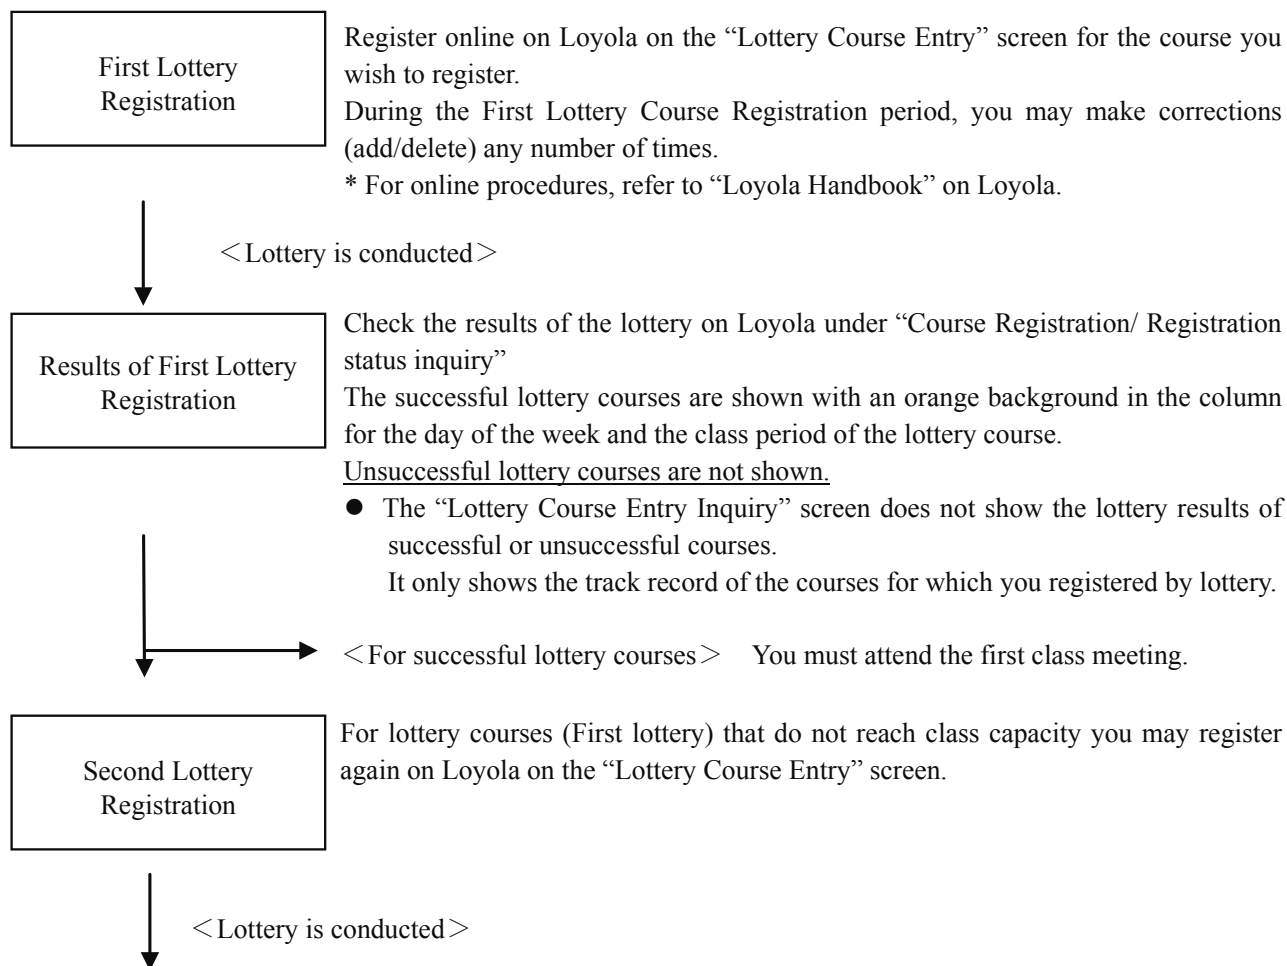 First Lottery
Registration
Register online on Loyola on the “Lottery Course Entry” screen for the course you
wish to register.
During the First Lottery Course Registration period, you may make corrections
(add/delete) any number of times.
* For online procedures, refer to “Loyola Handbook” on Loyola.
＜Lottery is conducted＞
Results of First Lottery
Registration
Check the results of the lottery on Loyola under “Course Registration/ Registration
status inquiry”
The successful lottery courses are shown with an orange background in the column
for the day of the week and the class period of the lottery course.
Unsuccessful lottery courses are not shown.
● The “Lottery Course Entry Inquiry” screen does not show the lottery results of
successful or unsuccessful courses.
It only shows the track record of the courses for which you registered by lottery.
＜For successful lottery courses＞ You must attend the first class meeting.
Second Lottery
Registration
For lottery courses (First lottery) that do not reach class capacity you may register
again on Loyola on the “Lottery Course Entry” screen.
＜Lottery is conducted＞